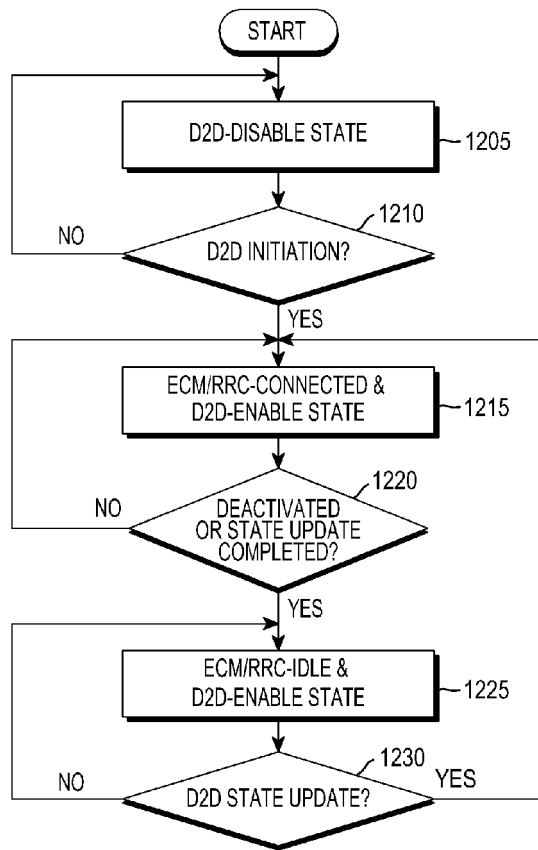 START
D2D-DISABLE STATE
1205
1210
D2D INITIATION?
NO
YES
ECM/RRC-CONNECTED &
D2D-ENABLE STATE
1215
1220
DEACTIVATED
OR STATE UPDATE
COMPLETED?
NO
YES
ECM/RRC-IDLE &
D2D-ENABLE STATE
1225
1230
D2D STATE UPDATE?
NO
YES